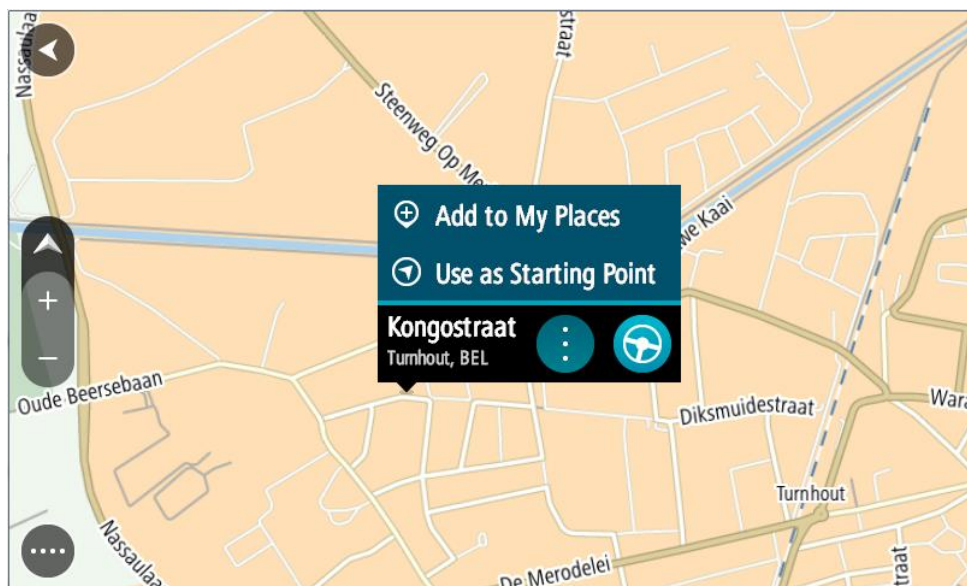 Nassaulaa
straat
Steenweg Op Me
we Kaai
Add to My Places
Use as Starting Point
Kongostraat
Turnhout, BEL
Oude Beersebaan
Diksmuidestraat
Wara
Turnhout
Nassaulaa
De Merodelei
straat